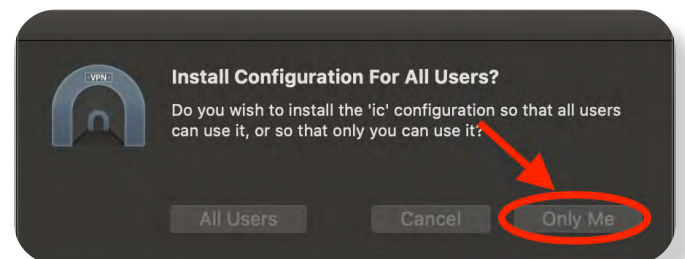 -VPN-
Install Configuration For All Users?
Do you wish to install the 'ic' configuration so that all users
can use it, or so that only you can use it?
All Users
Cancel
Only Me